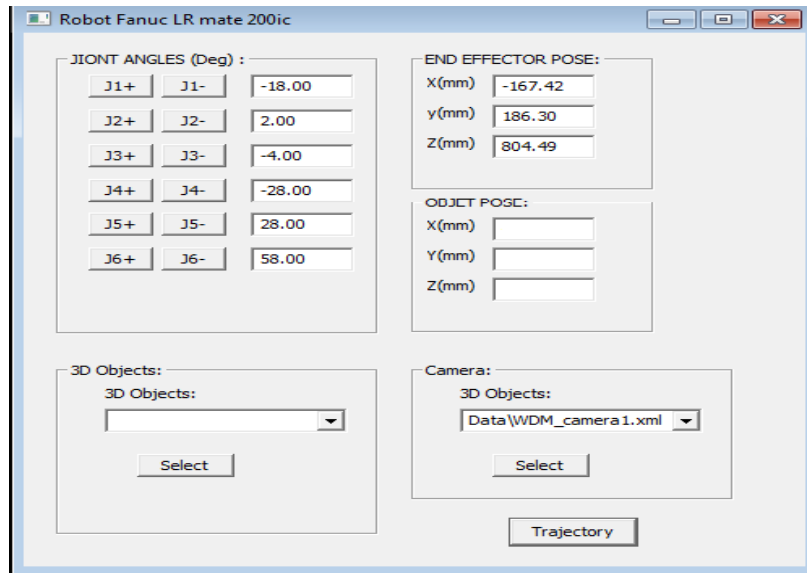 Robot Fanuc LR mate 200ic
JIONT ANGLES (Deg) :
J1+ J1- -18.00
J2+ J2- 2.00
J3+ J3- -4.00
J4+ J4- -28.00
J5+ J5- 28.00
J6+ J6- 58.00
END EFFECTOR POSE:
X(mm) -167.42
y(mm) 186.30
Z(mm) 804.49
OBJET POSE:
X(mm)
Y(mm)
Z(mm)
3D Objects:
3D Objects:
Select
Camera:
3D Objects:
Data\WDM_camera1.xml
Select
Trajectory